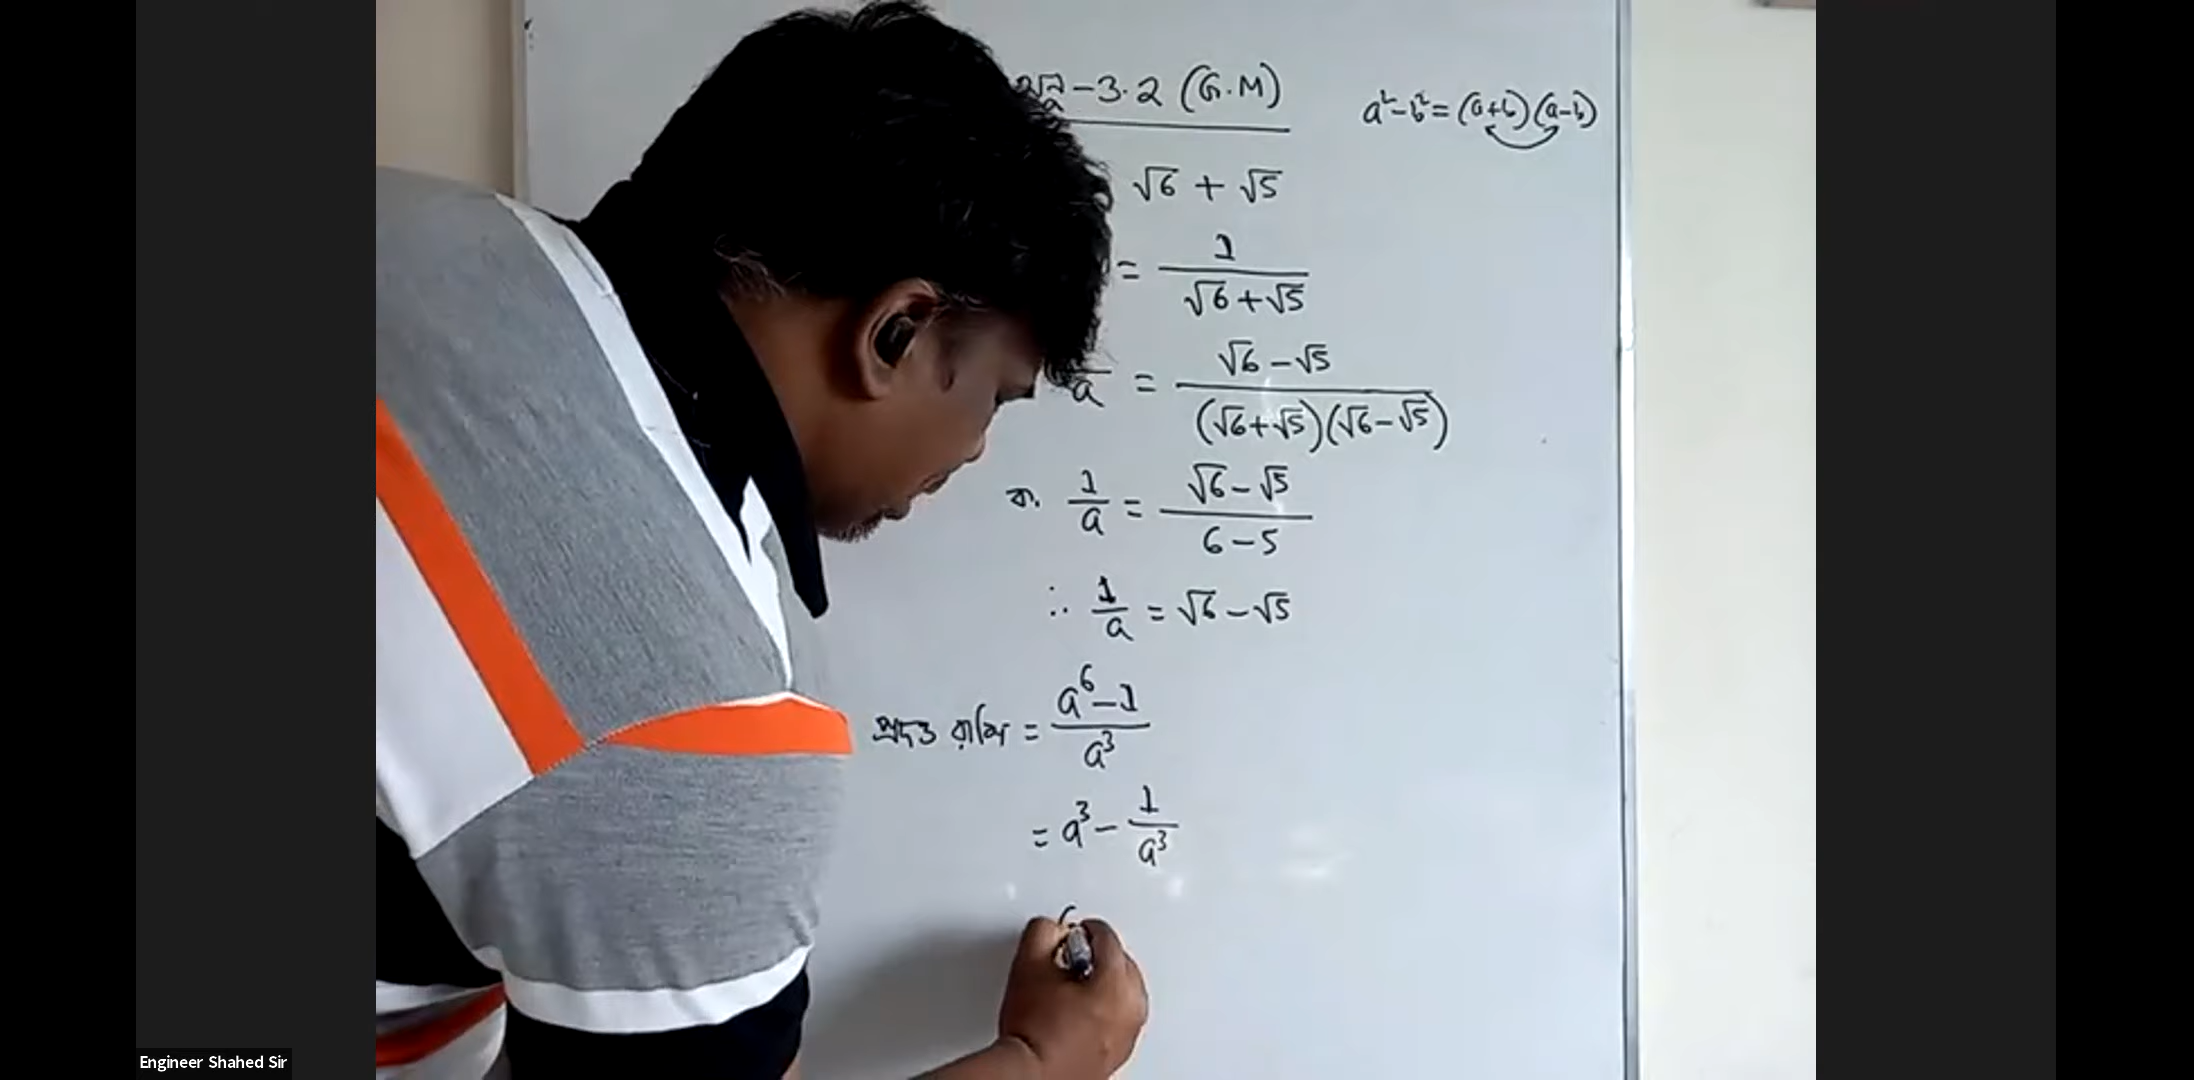 –3.2 (G.M)
a²–b²=(a+b)(a–b)
√6 + √5
= 1/(√6+√5)
a = (√6–√5)/((√6+√5)(√6–√5))
বা, 1/a = (√6–√5)/(6–5)
∴ 1/a = √6–√5
প্রদত্ত রাশি = (a⁶–1)/a³
= a³ – 1/a³
Engineer Shahed Sir